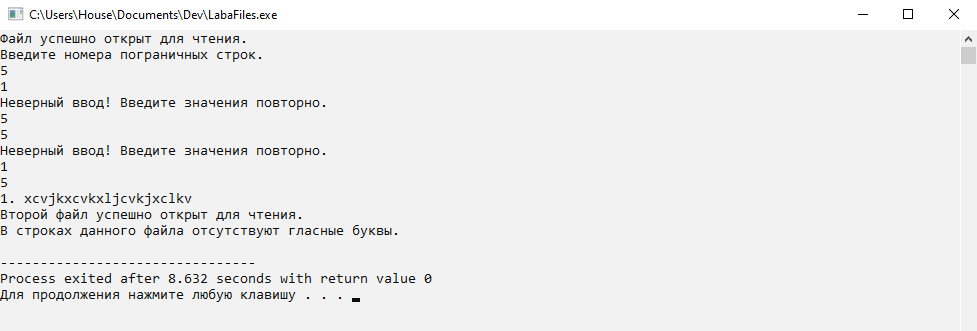 C:\Users\House\Documents\Dev\LabaFiles.exe
Файл успешно открыт для чтения.
Введите номера пограничных строк.
5
1
Неверный ввод! Введите значения повторно.
5
5
Неверный ввод! Введите значения повторно.
1
5
1. xcvjkxcvkxljcvkjxclkv
Второй файл успешно открыт для чтения.
В строках данного файла отсутствуют гласные буквы.
--------------------------------
Process exited after 8.632 seconds with return value 0
Для продолжения нажмите любую клавишу . . .